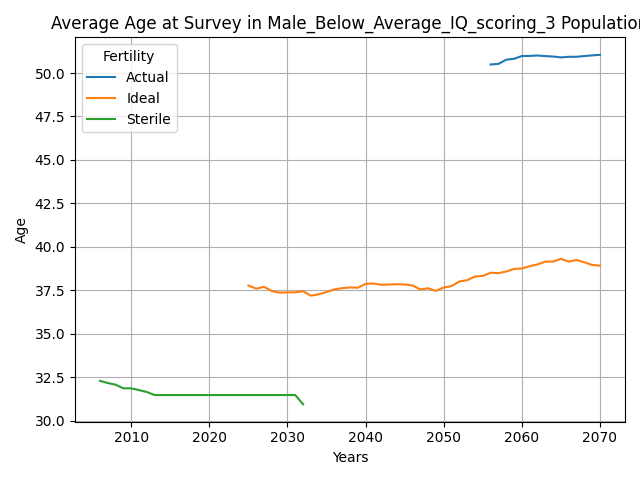 Average Age at Survey in Male_Below_Average_IQ_scoring_3 Population
Fertility
Actual
Ideal
Sterile
50.0
47.5
45.0
42.5
40.0
37.5
35.0
32.5
30.0
Age
2010
2020
2030
2040
2050
2060
2070
Years